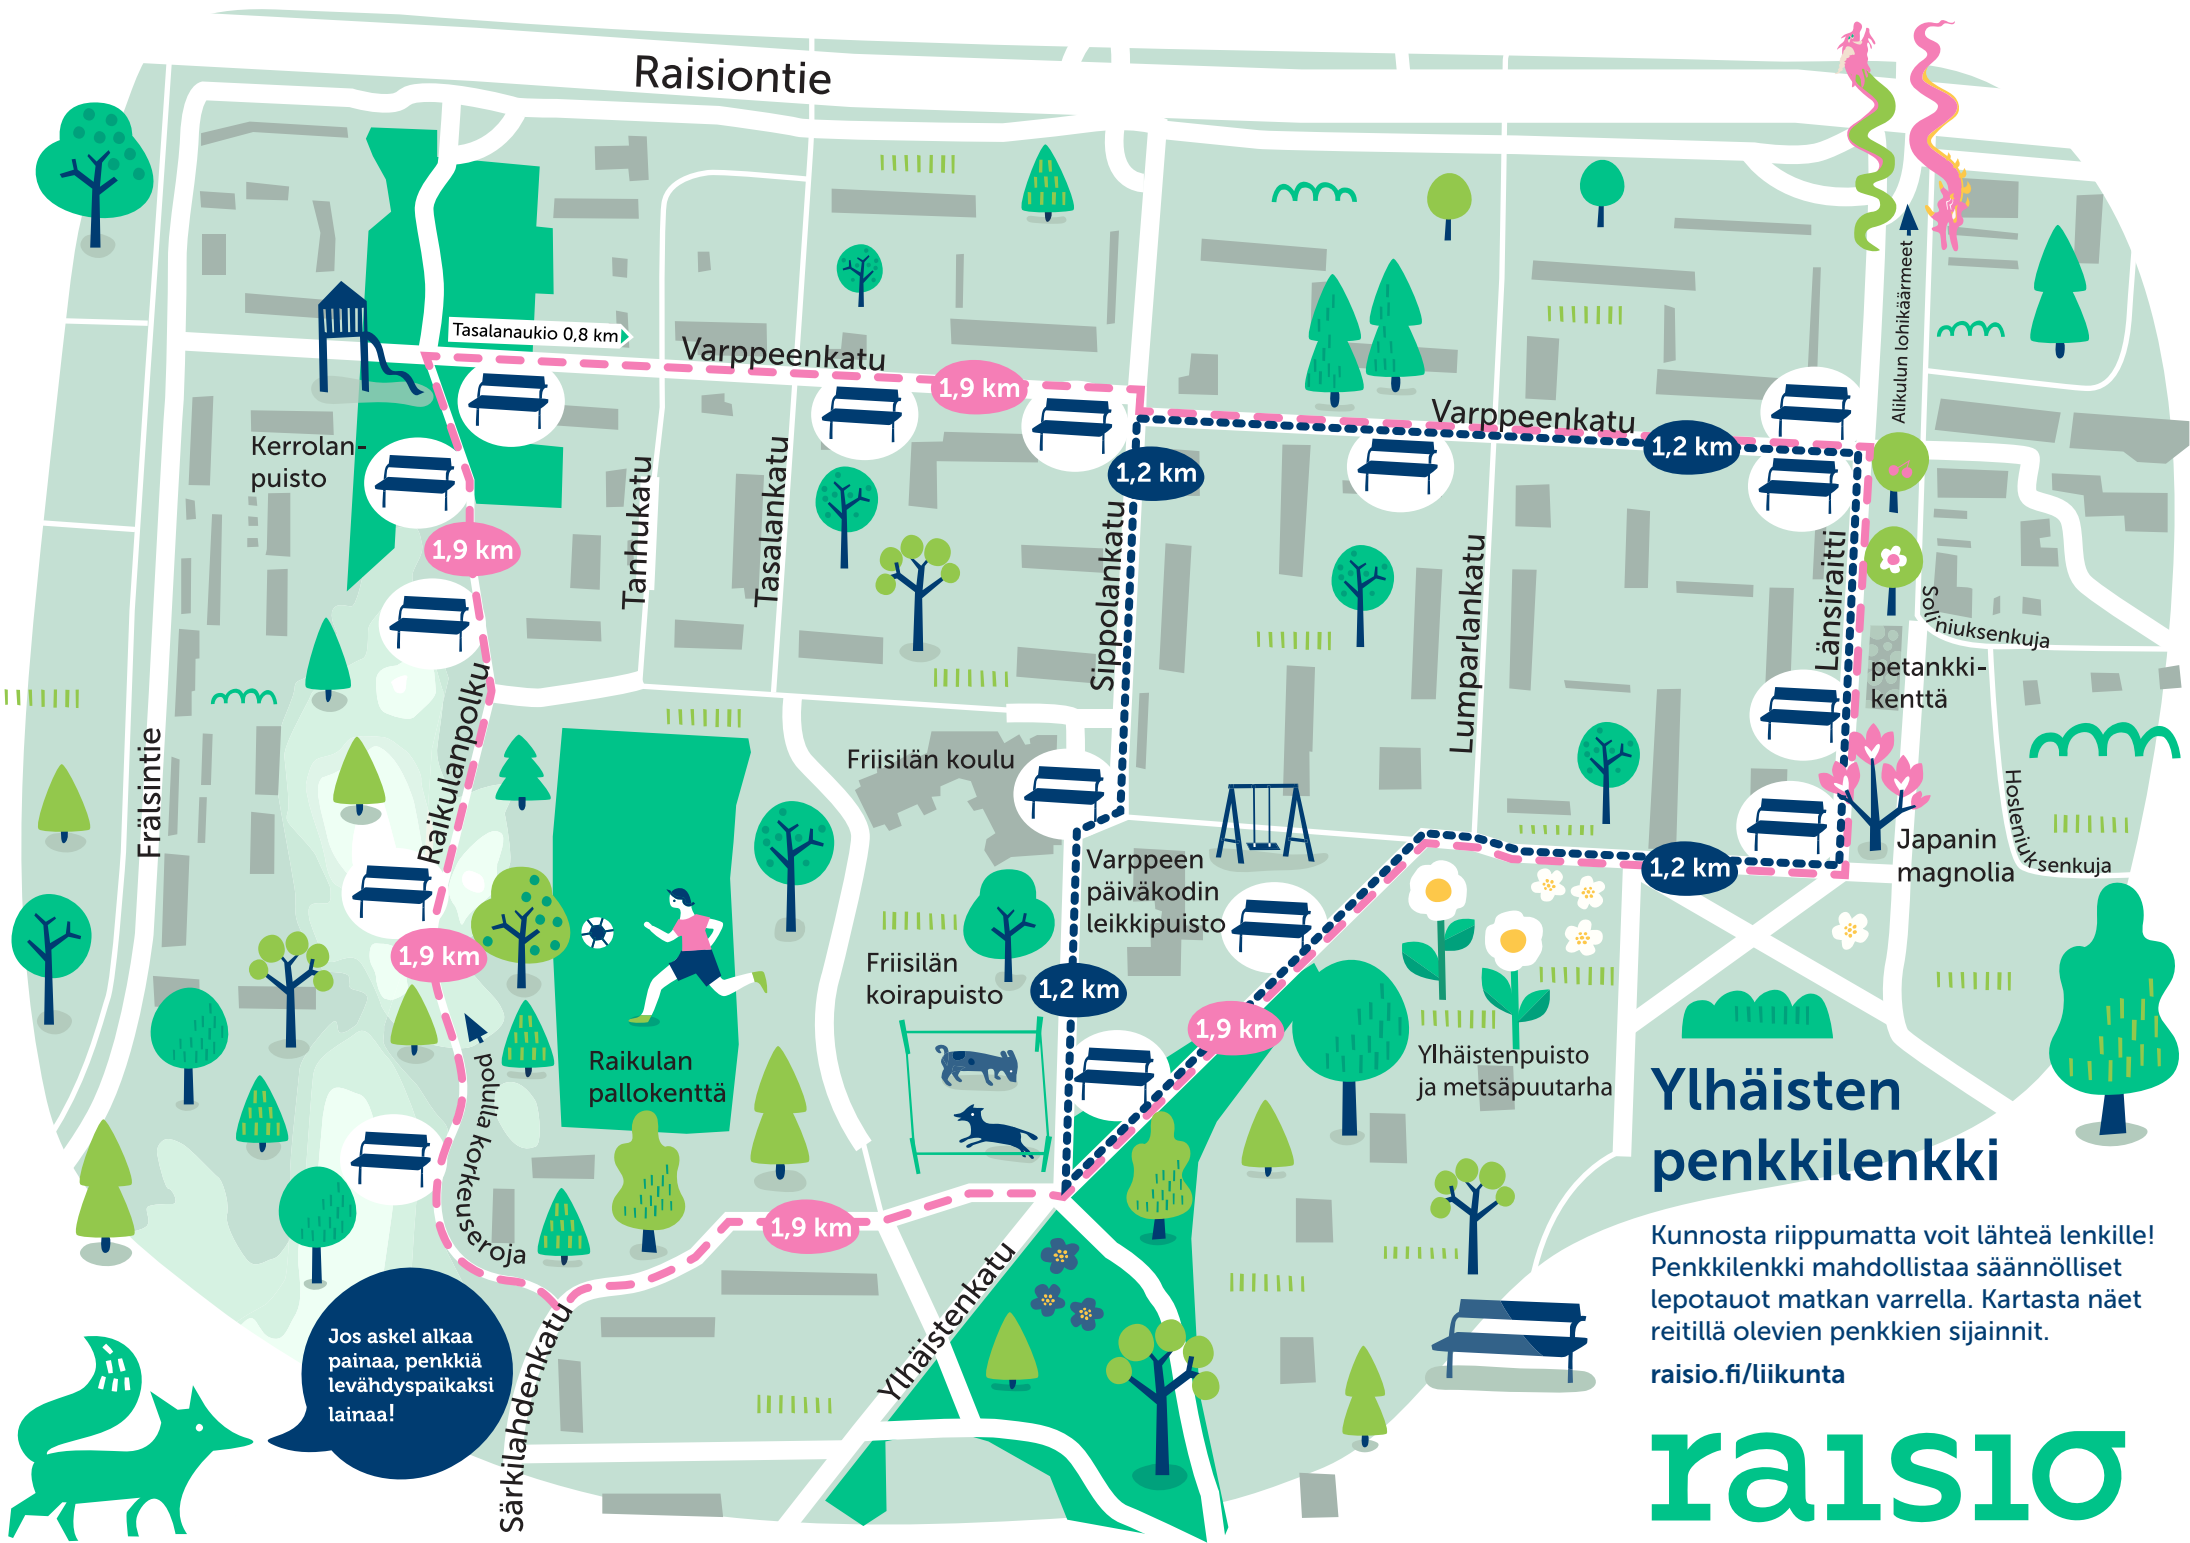 Raisiontie
Tasalanaukio 0,8 km
Varppeenkatu
1,9 km
Varppeenkatu
1,2 km
1,2 km
Alikulun lohikäärmeet
Kerrolan-
puisto
1,9 km
Tanhukatu
Tasalankatu
Sippolankatu
Lumparlankatu
Länsiraitti
Soliniuksenkuja
petankki-
kenttä
Hosleniuksenkuja
Frälsintie
Raikulanpolku
Friisilän koulu
Varppeen
päiväkodin
leikkipuisto
1,2 km
Japanin
magnolia
1,9 km
Friisilän
koirapuisto
1,2 km
1,9 km
Raikulan
pallokenttä
polulla korkeuseroja
Ylhäistenpuisto
ja metsäpuutarha
1,9 km
Ylhäistenkatu
Särkilahdenkatu
Jos askel alkaa
painaa, penkkiä
levähdyspaikaksi
lainaa!
Ylhäisten
penkkilenkki
Kunnosta riippumatta voit lähteä lenkille!
Penkkilenkki mahdollistaa säännölliset
lepotauot matkan varrella. Kartasta näet
reitillä olevien penkkien sijainnit.
raisio.fi/liikunta
raisio